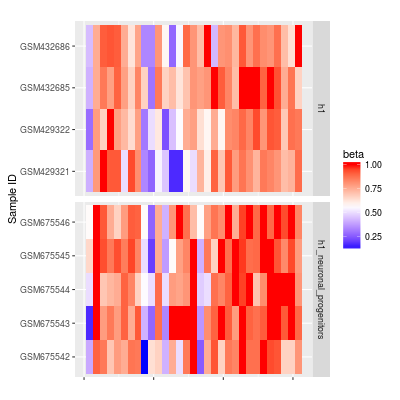 GSM432686
GSM432685
GSM429322
GSM429321
h1
GSM675546
GSM675545
GSM675544
GSM675543
GSM675542
h1_neuronal_progenitors
Sample ID
beta
1.00
0.75
0.50
0.25